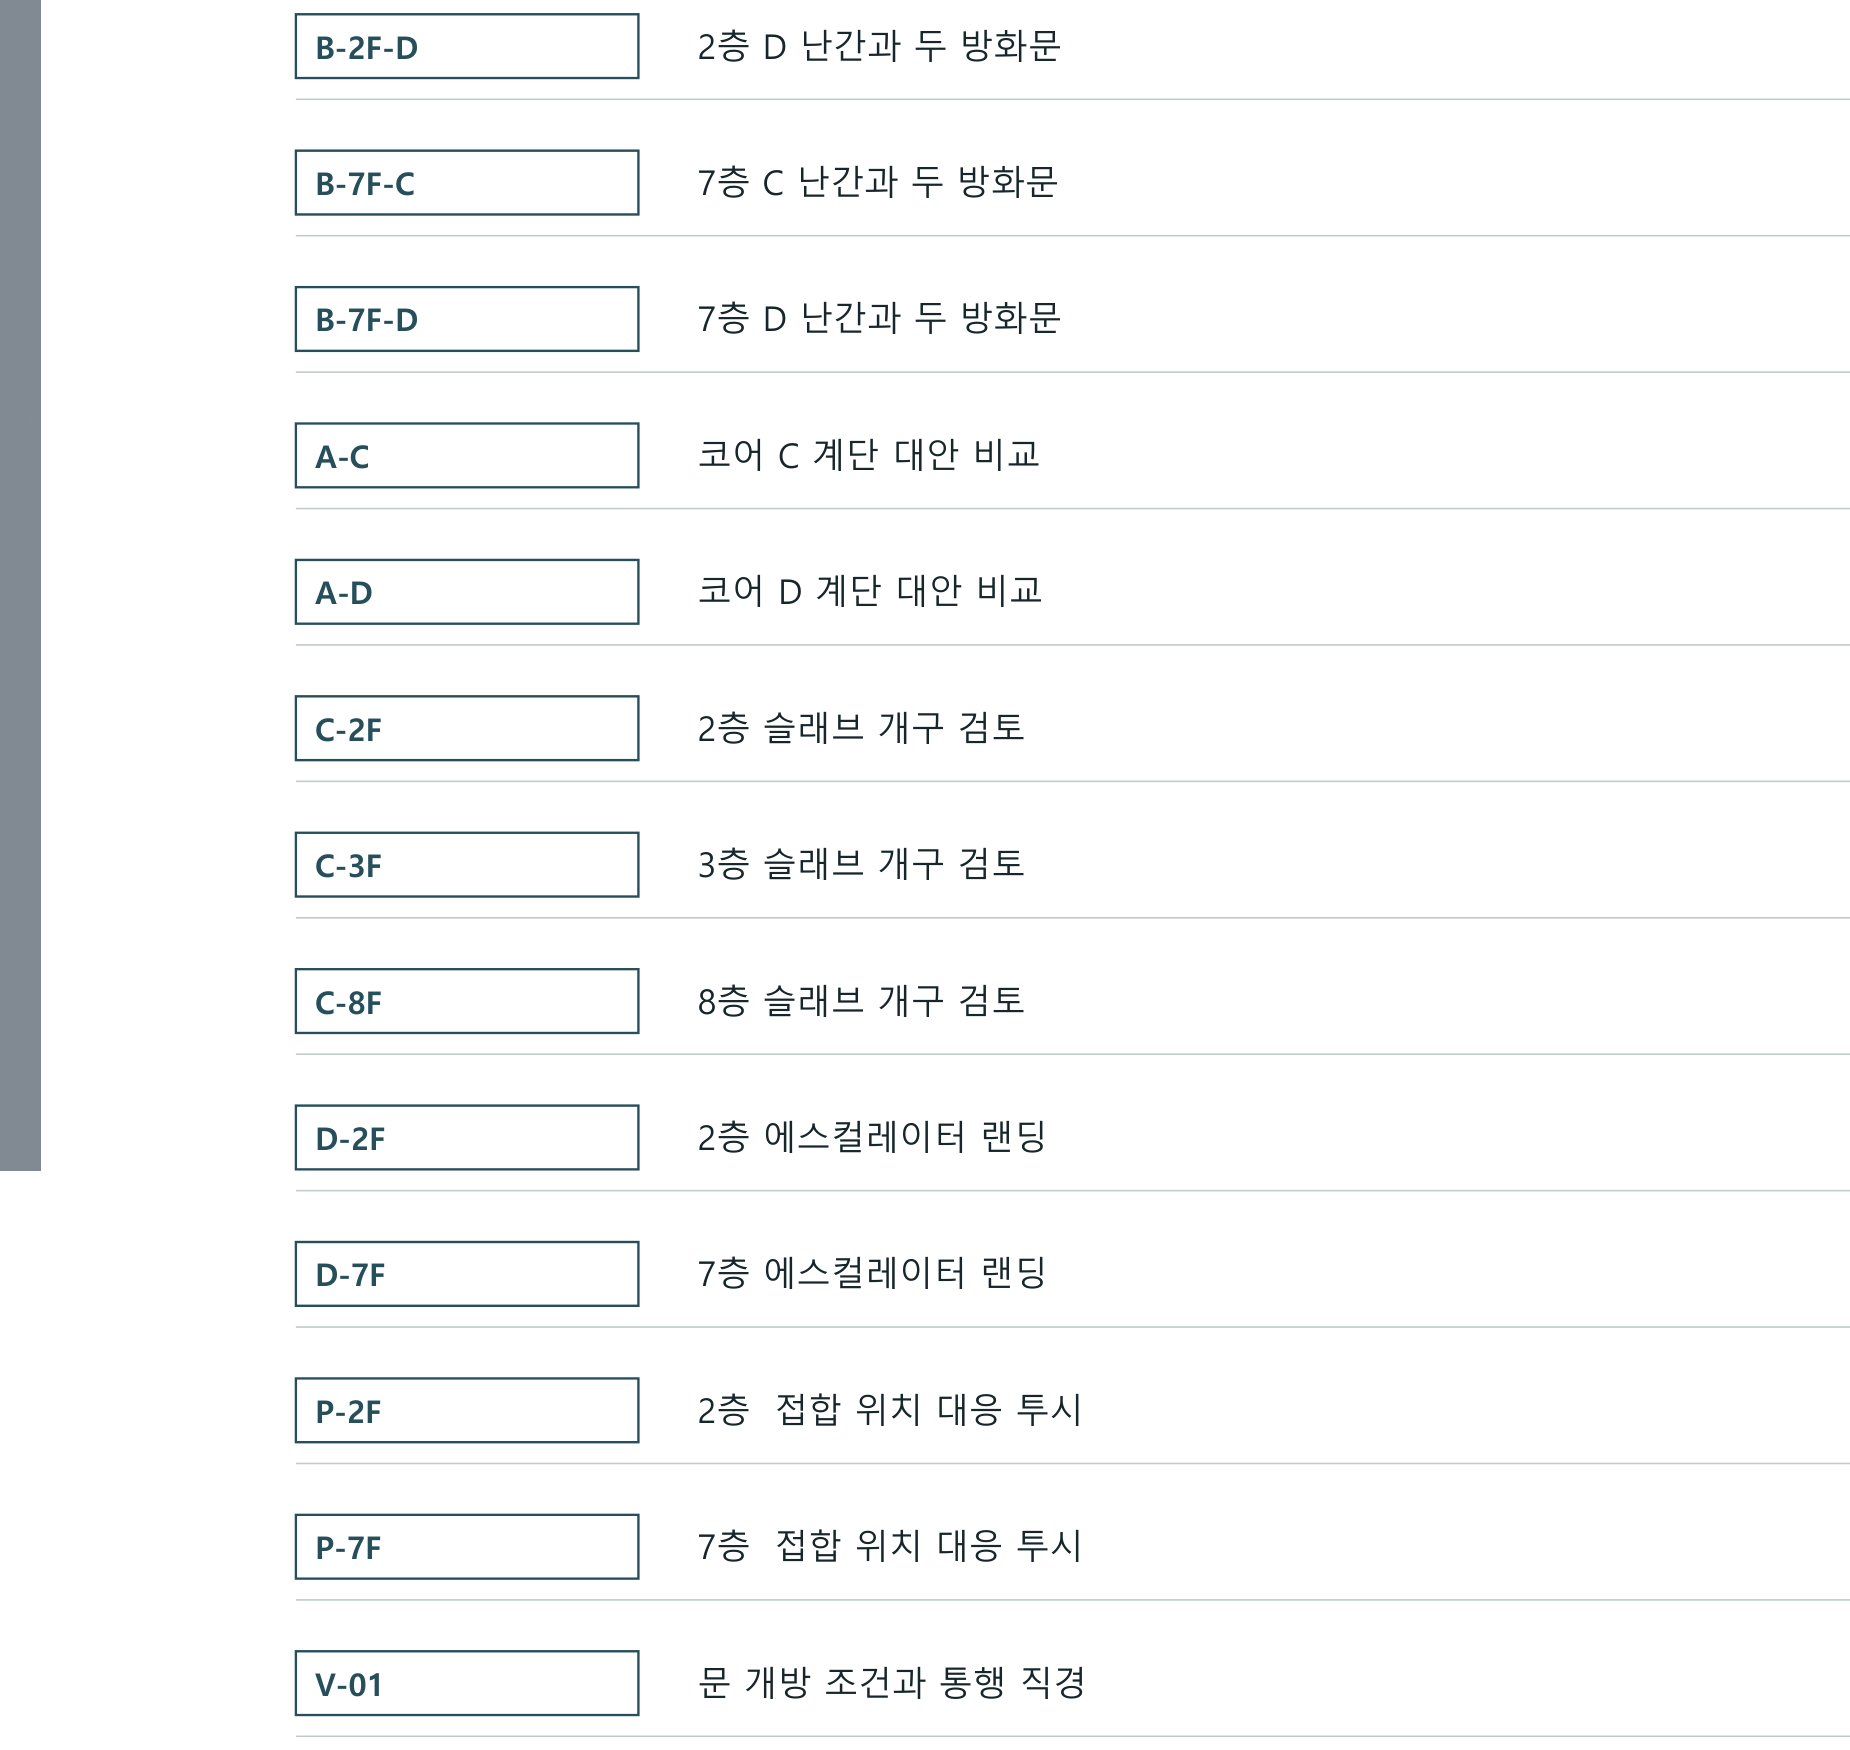 B-2F-D 2층 D 난간과 두 방화문
B-7F-C 7층 C 난간과 두 방화문
B-7F-D 7층 D 난간과 두 방화문
A-C 코어 C 계단 대안 비교
A-D 코어 D 계단 대안 비교
C-2F 2층 슬래브 개구 검토
C-3F 3층 슬래브 개구 검토
C-8F 8층 슬래브 개구 검토
D-2F 2층 에스컬레이터 랜딩
D-7F 7층 에스컬레이터 랜딩
P-2F 2층 접합 위치 대응 투시
P-7F 7층 접합 위치 대응 투시
V-01 문 개방 조건과 통행 직경